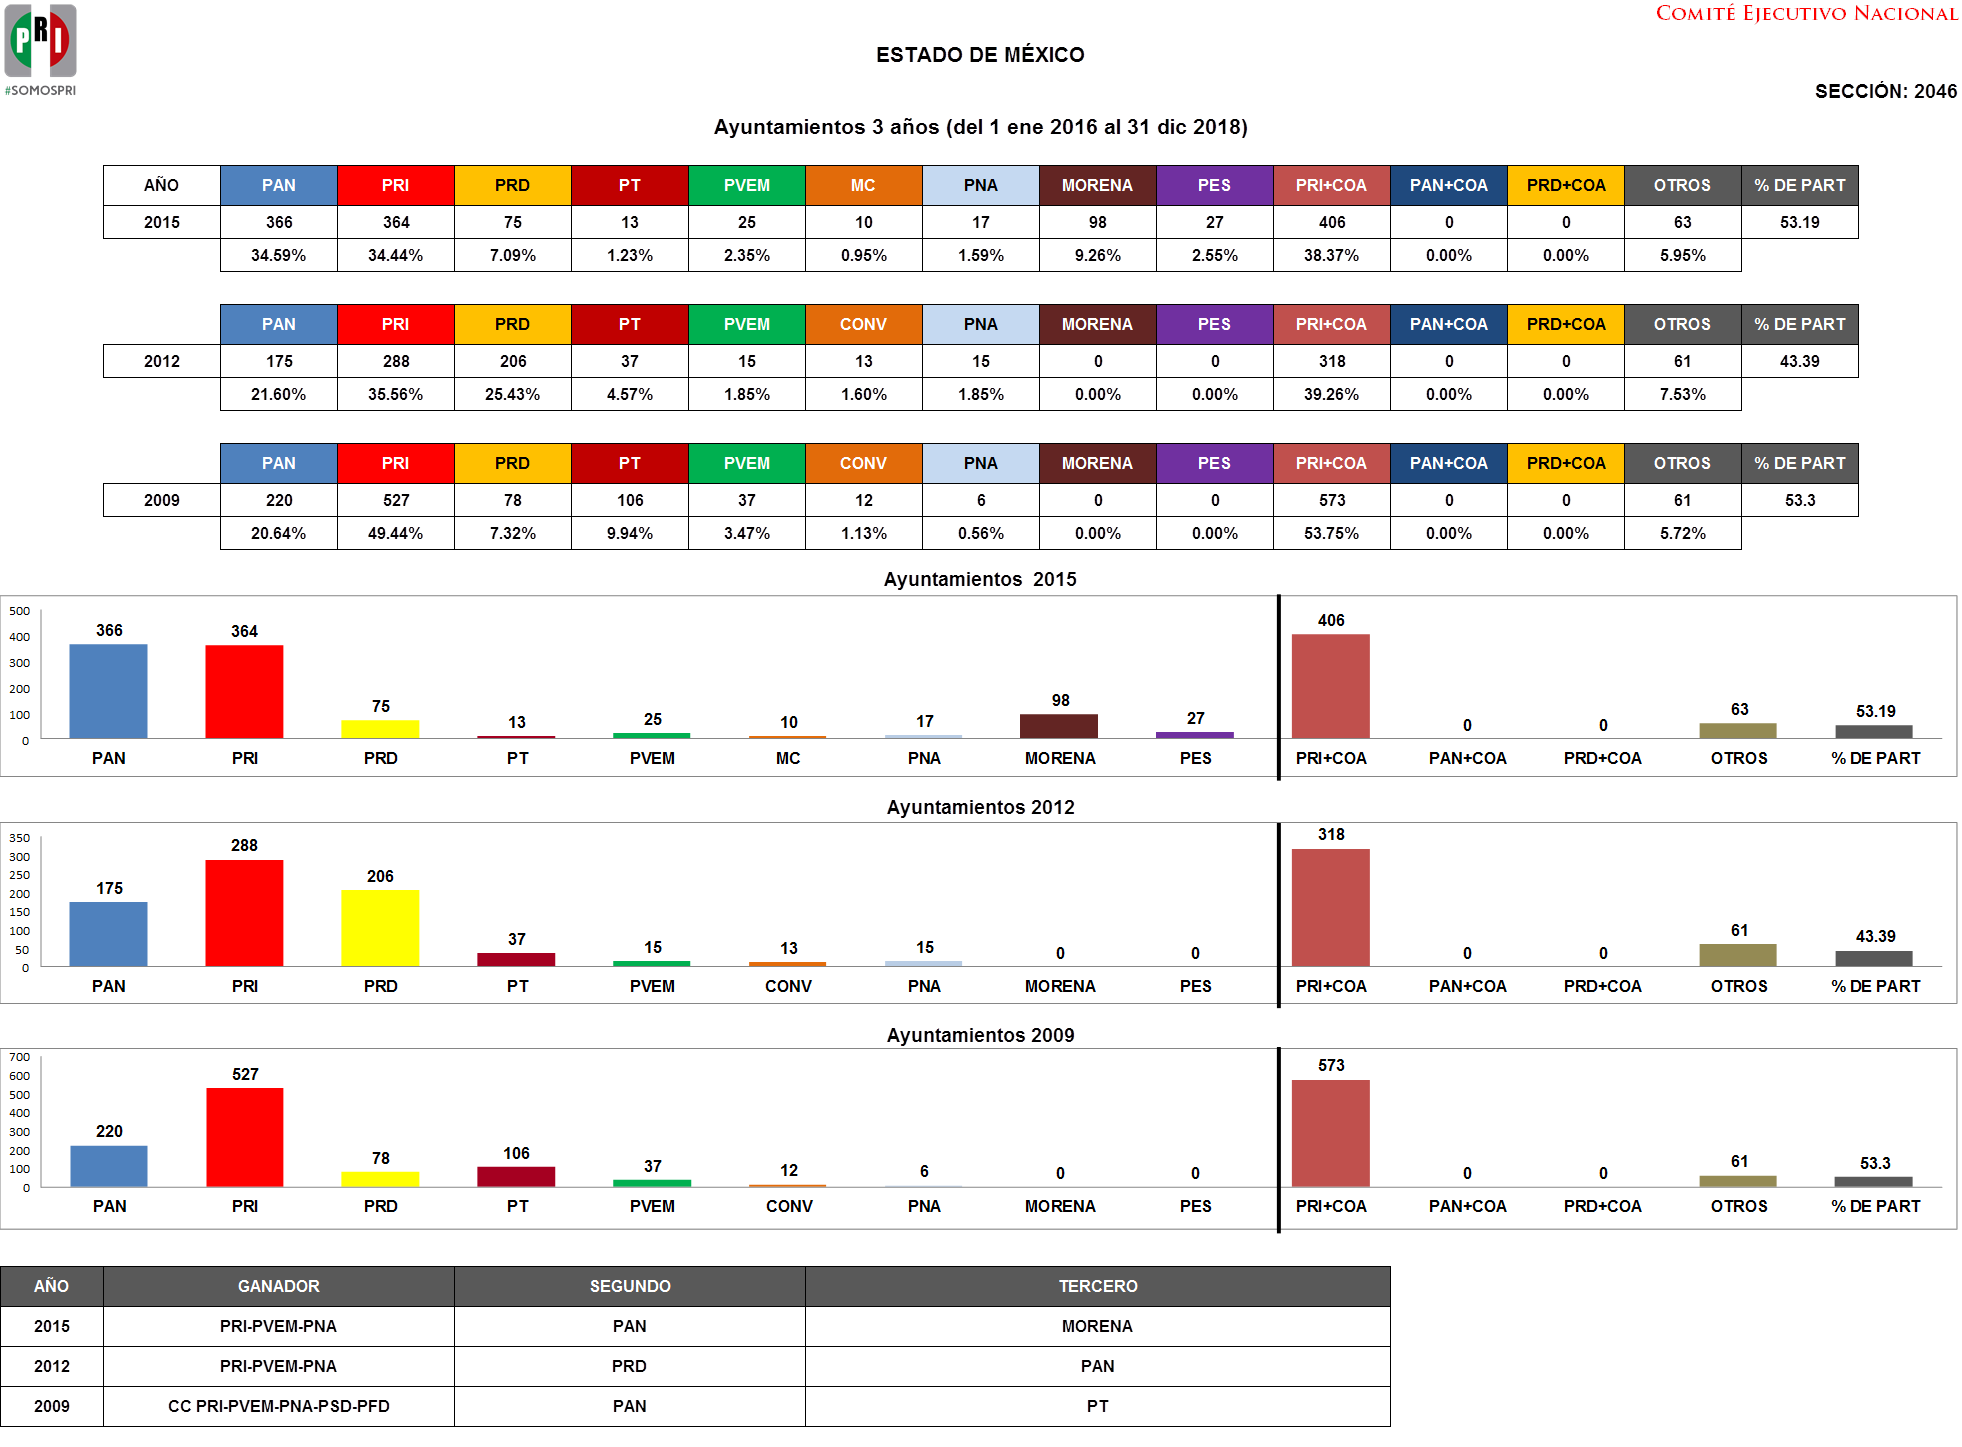 PRI
#SOMOSPRI
COMITÉ EJECUTIVO NACIONAL
ESTADO DE MÉXICO
SECCIÓN: 2046
Ayuntamientos 3 años (del 1 ene 2016 al 31 dic 2018)
AÑO PAN PRI PRD PT PVEM MC PNA MORENA PES PRI+COA PAN+COA PRD+COA OTROS % DE PART
2015 366 364 75 13 25 10 17 98 27 406 0 0 63 53.19
34.59% 34.44% 7.09% 1.23% 2.35% 0.95% 1.59% 9.26% 2.55% 38.37% 0.00% 0.00% 5.95%
PAN PRI PRD PT PVEM CONV PNA MORENA PES PRI+COA PAN+COA PRD+COA OTROS % DE PART
2012 175 288 206 37 15 13 15 0 0 318 0 0 61 43.39
21.60% 35.56% 25.43% 4.57% 1.85% 1.60% 1.85% 0.00% 0.00% 39.26% 0.00% 0.00% 7.53%
PAN PRI PRD PT PVEM CONV PNA MORENA PES PRI+COA PAN+COA PRD+COA OTROS % DE PART
2009 220 527 78 106 37 12 6 0 0 573 0 0 61 53.3
20.64% 49.44% 7.32% 9.94% 3.47% 1.13% 0.56% 0.00% 0.00% 53.75% 0.00% 0.00% 5.72%
Ayuntamientos 2015
500
400
300
200
100
0
366 364 75 13 25 10 17 98 27 406 0 0 63 53.19
PAN PRI PRD PT PVEM MC PNA MORENA PES PRI+COA PAN+COA PRD+COA OTROS % DE PART
Ayuntamientos 2012
350
300
250
200
150
100
50
0
175 288 206 37 15 13 15 0 0 318 0 0 61 43.39
PAN PRI PRD PT PVEM CONV PNA MORENA PES PRI+COA PAN+COA PRD+COA OTROS % DE PART
Ayuntamientos 2009
700
600
500
400
300
200
100
0
220 527 78 106 37 12 6 0 0 573 0 0 61 53.3
PAN PRI PRD PT PVEM CONV PNA MORENA PES PRI+COA PAN+COA PRD+COA OTROS % DE PART
AÑO GANADOR SEGUNDO TERCERO
2015 PRI-PVEM-PNA PAN MORENA
2012 PRI-PVEM-PNA PRD PAN
2009 CC PRI-PVEM-PNA-PSD-PFD PAN PT